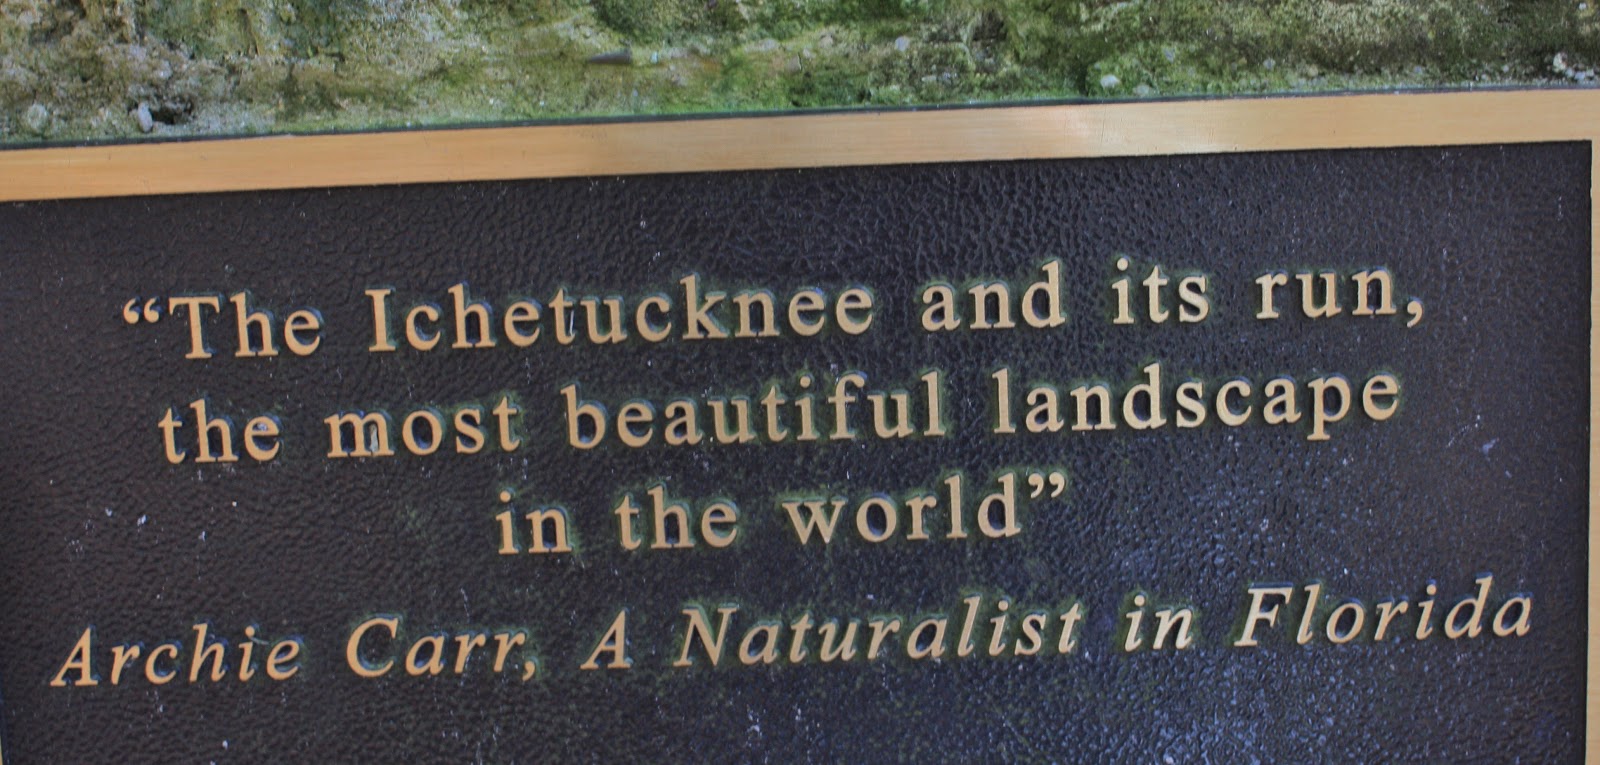 “The Ichetucknee and its run,
the most beautiful landscape
in the world”
Archie Carr, A Naturalist in Florida